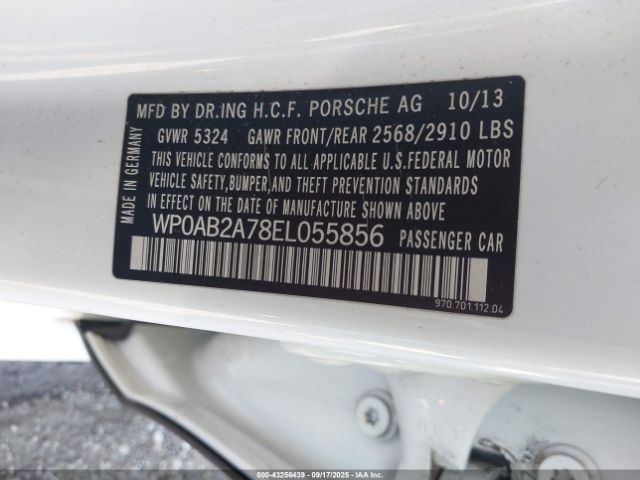 MFD BY DR.ING H.C.F. PORSCHE AG 10/13
GVWR 5324 GAWR FRONT/REAR 2568/2910 LBS
THIS VEHICLE CONFORMS TO ALL APPLICABLE U.S.FEDERAL MOTOR
VEHICLE SAFETY,BUMPER,AND THEFT PREVENTION STANDARDS
IN EFFECT ON THE DATE OF MANUFACTURE SHOWN ABOVE
WP0AB2A78EL055856 PASSENGER CAR
970.701.112.04
MADE IN GERMANY
000-43256439 - 09/17/2025 - IAAI.COM